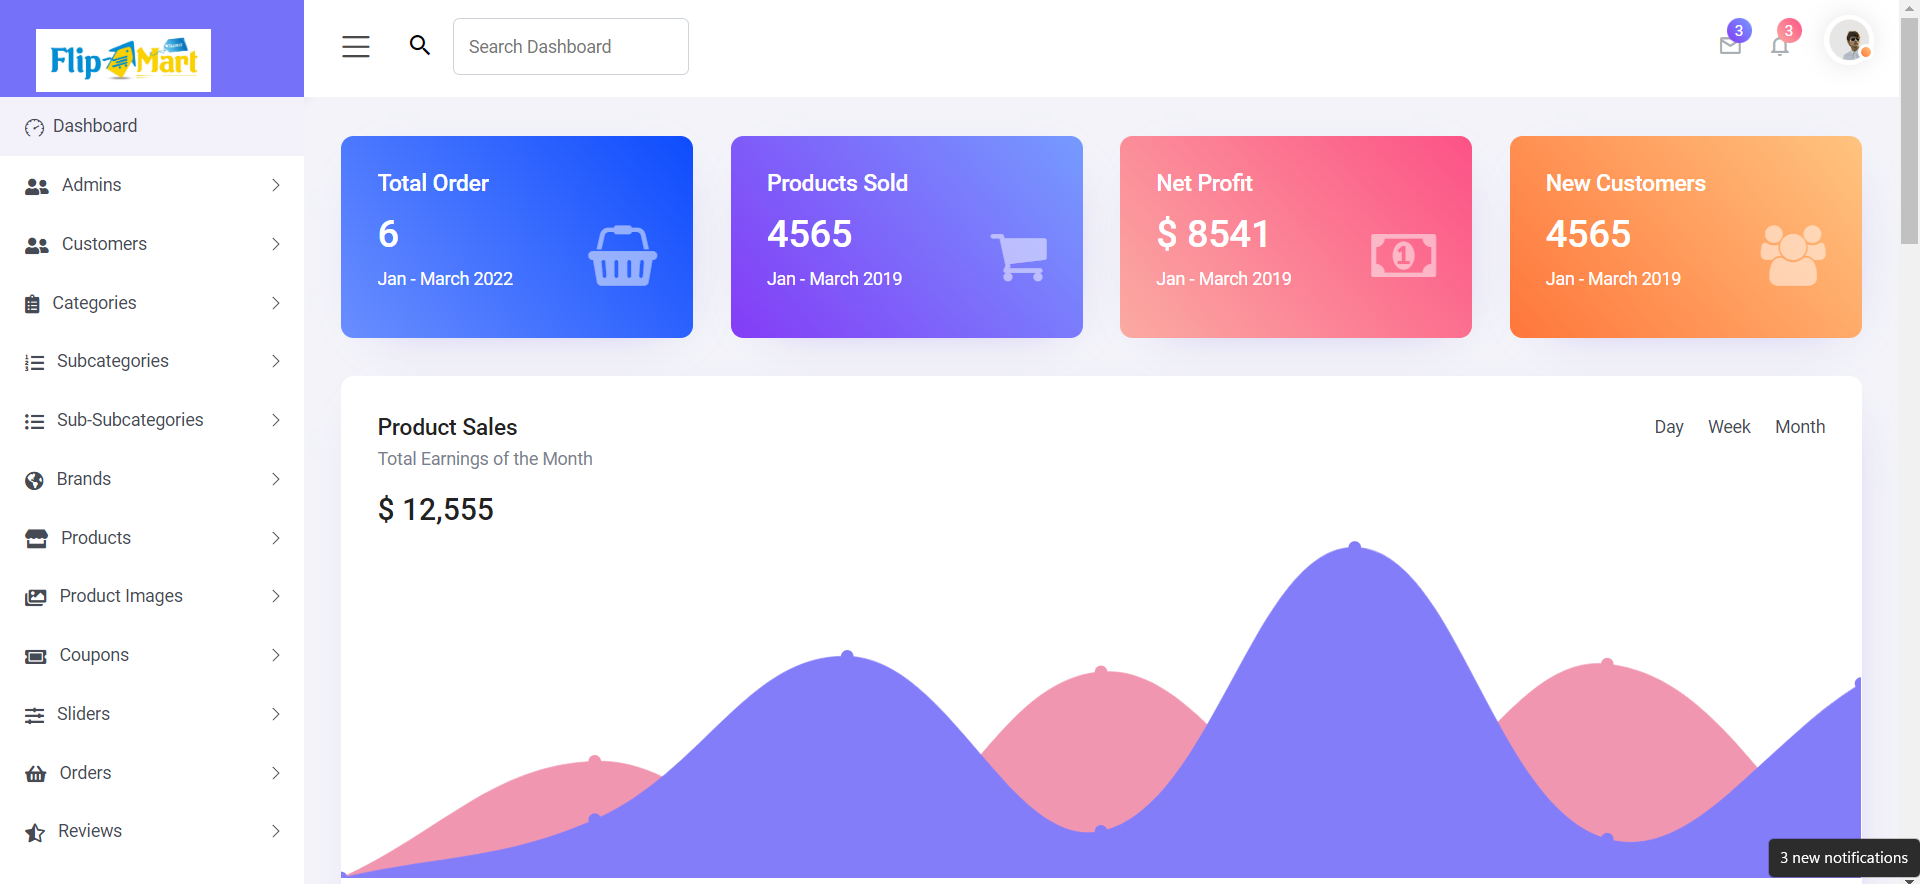 Flip Mart
Search Dashboard
3
3
Dashboard
Admins
Customers
Categories
Subcategories
Sub-Subcategories
Brands
Products
Product Images
Coupons
Sliders
Orders
Reviews
Total Order
6
Jan - March 2022
Products Sold
4565
Jan - March 2019
Net Profit
$ 8541
Jan - March 2019
1
New Customers
4565
Jan - March 2019
Product Sales
Total Earnings of the Month
$ 12,555
Day Week Month
3 new notifications